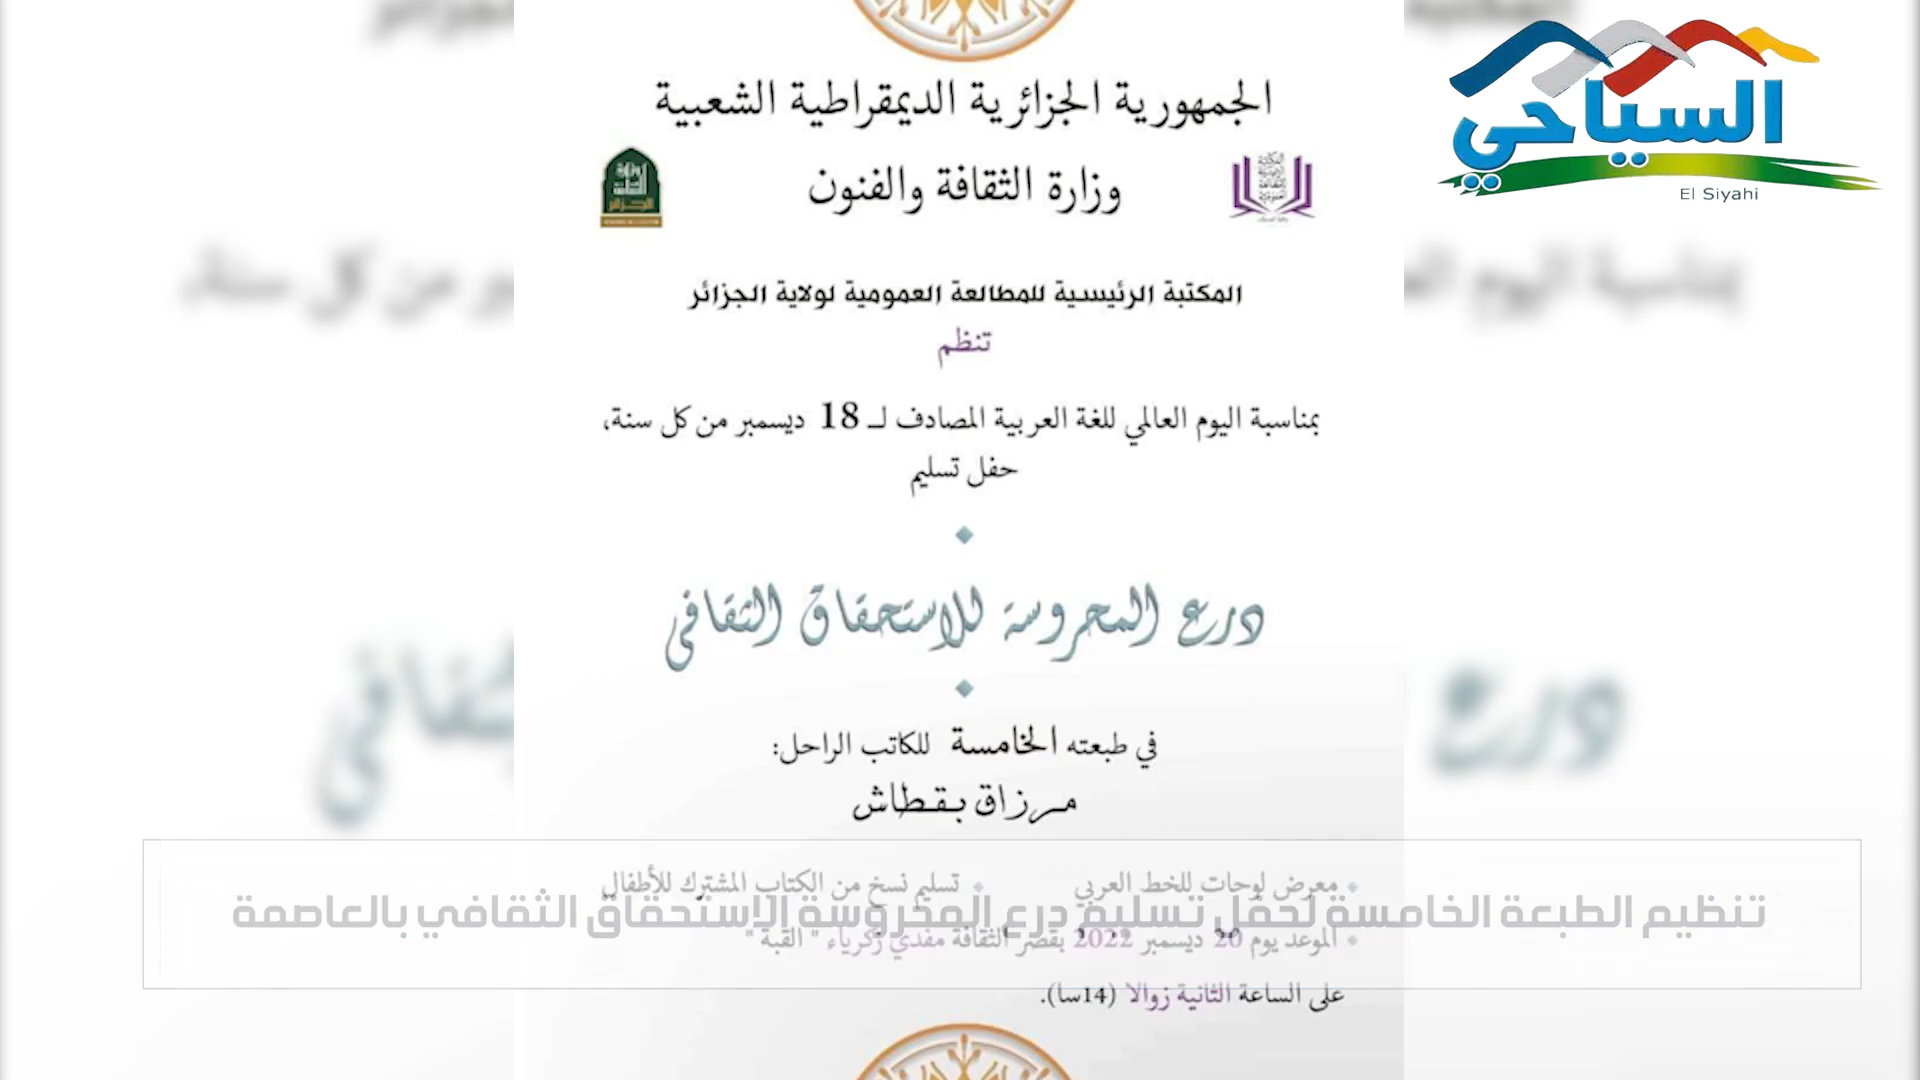 السياحي
El Siyahi
الجمهورية الجزائرية الديمقراطية الشعبية
وزارة الثقافة والفنون
المكتبة الرئيسية للمطالعة العمومية لولاية الجزائر
تنظم
بمناسبة اليوم العالمي للغة العربية المصادف لـ 18 ديسمبر من كل سنة،
حفل تسليم
درع المحروسة للاستحقاق الثقافي
في طبعته الخامسة للكاتب الراحل:
مرزاق بقطاش
معرض لوحات للخط العربي
تسليم نسخ من الكتاب المشترك للأطفال
تنظيم الطبعة الخامسة لحفل تسليم درع المحروسة الإستحقاق الثقافي بالعاصمة
الموعد يوم 20 ديسمبر 2022 بقصر الثقافة مفدي زكرياء " القبة "
على الساعة الثانية زوالا (14سا).